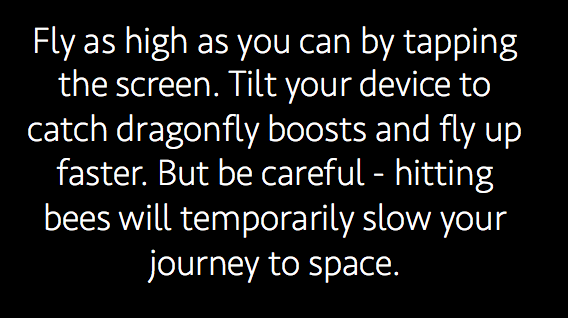 Fly as high as you can by tapping
the screen. Tilt your device to
catch dragonfly boosts and fly up
faster. But be careful - hitting
bees will temporarily slow your
journey to space.